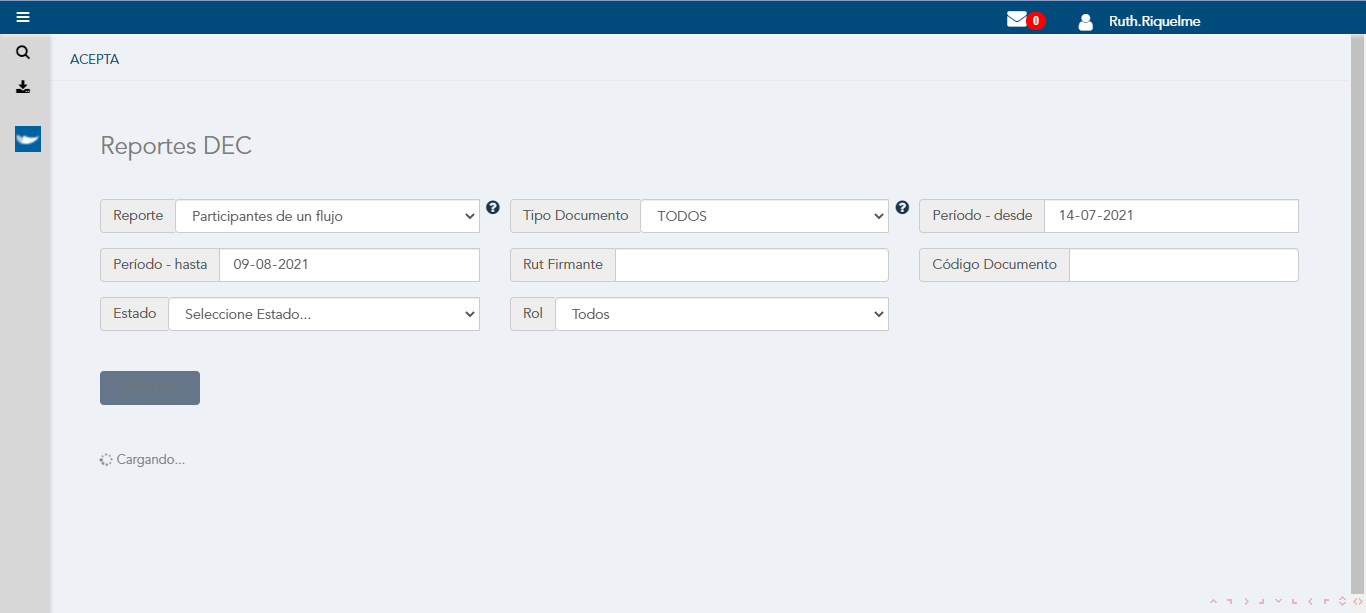 0 Ruth.Riquelme
ACEPTA
Reportes DEC
Reporte Participantes de un flujo Tipo Documento TODOS Período - desde 14-07-2021
Período - hasta 09-08-2021 Rut Firmante Código Documento
Estado Seleccione Estado... Rol Todos
Cargando...